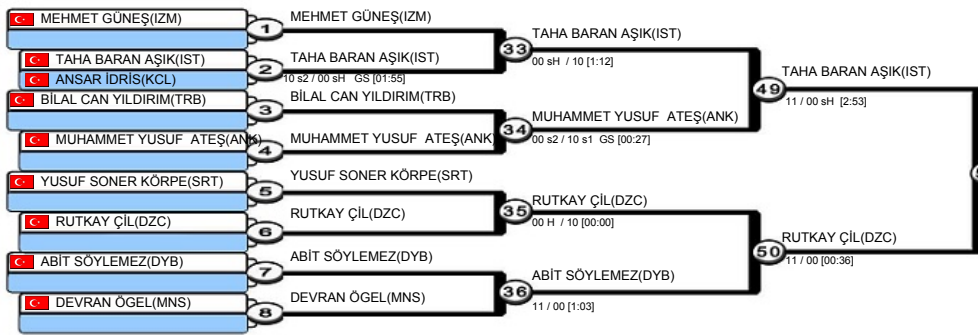 MEHMET GÜNEŞ(IZM)
1
MEHMET GÜNEŞ(IZM)
33
TAHA BARAN AŞIK(IST)
00 sH / 10 [1:12]
TAHA BARAN AŞIK(IST)
ANSAR İDRİS(KCL)
2
TAHA BARAN AŞIK(IST)
10 s2 / 00 sH GS [01:55]
49
TAHA BARAN AŞIK(IST)
11 / 00 sH [2:53]
BİLAL CAN YILDIRIM(TRB)
3
BİLAL CAN YILDIRIM(TRB)
34
MUHAMMET YUSUF ATEŞ(ANK)
00 s2 / 10 s1 GS [00:27]
MUHAMMET YUSUF ATEŞ(ANK)
4
MUHAMMET YUSUF ATEŞ(ANK)
YUSUF SONER KÖRPE(SRT)
5
YUSUF SONER KÖRPE(SRT)
35
RUTKAY ÇİL(DZC)
00 H / 10 [00:00]
RUTKAY ÇİL(DZC)
6
RUTKAY ÇİL(DZC)
50
RUTKAY ÇİL(DZC)
11 / 00 [00:36]
ABİT SÖYLEMEZ(DYB)
7
ABİT SÖYLEMEZ(DYB)
36
ABİT SÖYLEMEZ(DYB)
11 / 00 [1:03]
DEVRAN ÖGEL(MNS)
8
DEVRAN ÖGEL(MNS)